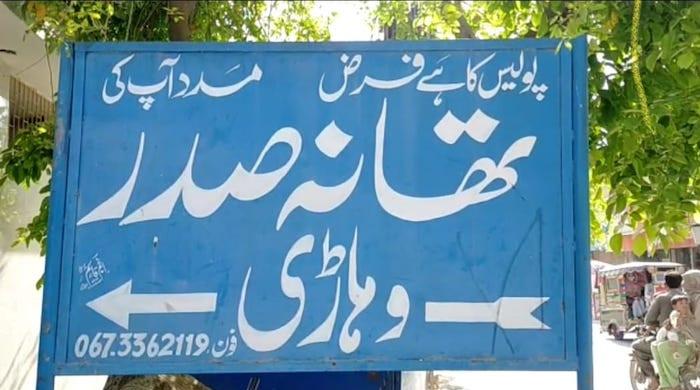 پولیس کا ہے فرض مدد آپ کی
تھانہ صدر
وہاڑی
فون: 067.3362119